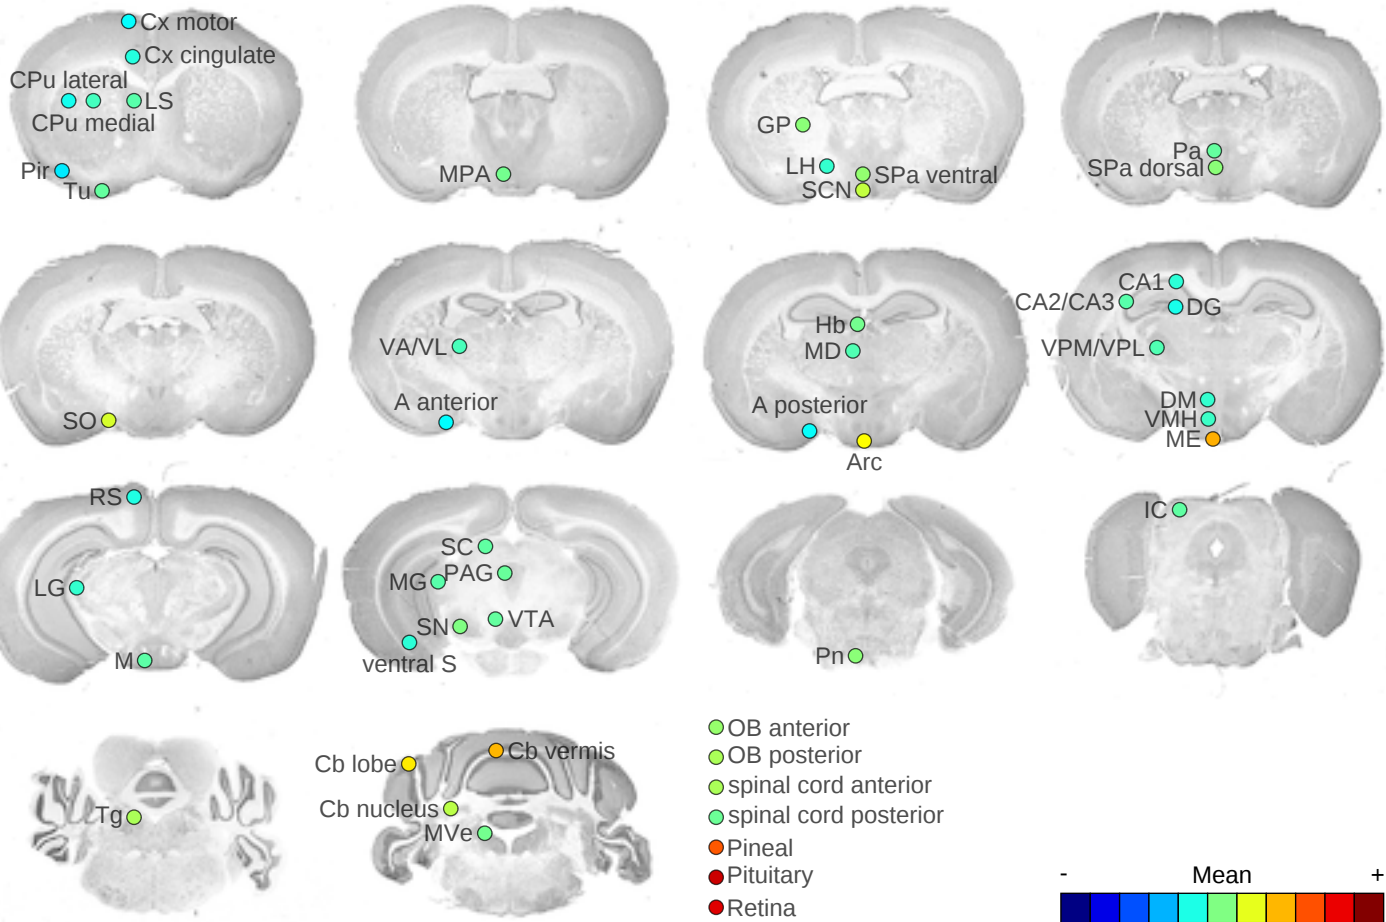 Cx motor
Cx cingulate
CPu lateral
LS
CPu medial
Pir
Tu
MPA
GP
LH
SPa ventral
SCN
Pa
SPa dorsal
SO
VA/VL
A anterior
Hb
MD
A posterior
Arc
CA1
CA2/CA3
DG
VPM/VPL
DM
VMH
ME
RS
LG
M
SC
MG
PAG
SN
VTA
ventral S
Pn
IC
Tg
Cb lobe
Cb vermis
Cb nucleus
MVe
OB anterior
OB posterior
spinal cord anterior
spinal cord posterior
Pineal
Pituitary
Retina
- Mean +